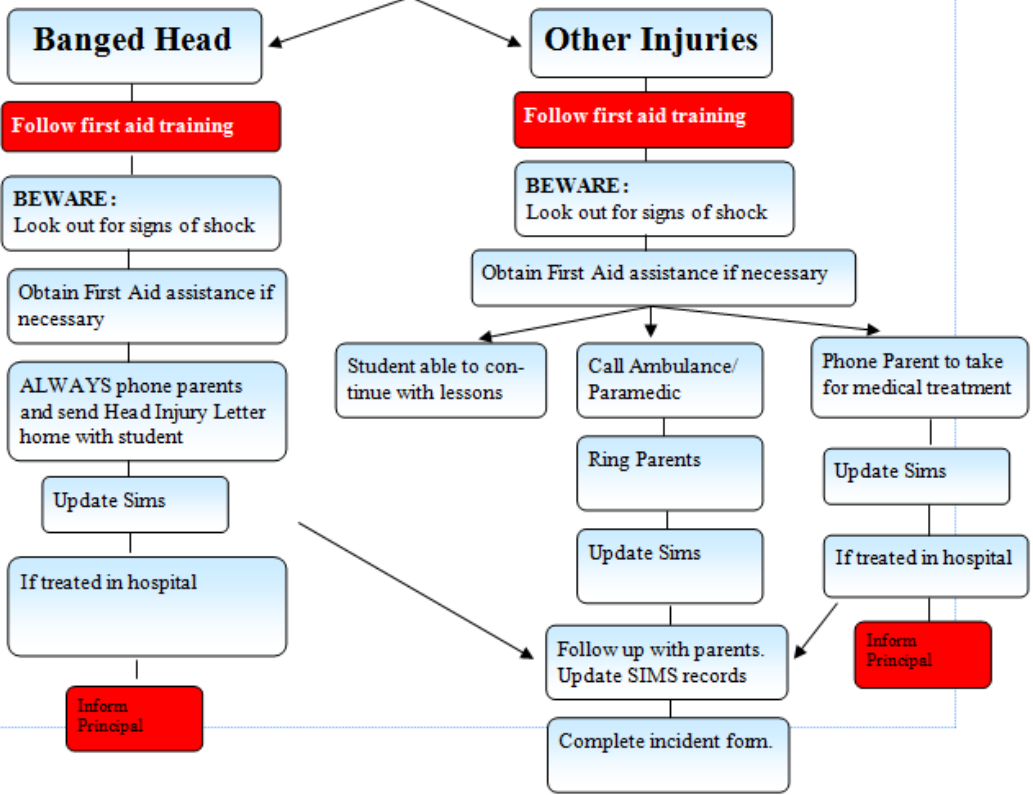 Banged Head
Follow first aid training
BEWARE:
Look out for signs of shock
Obtain First Aid assistance if
necessary
ALWAYS phone parents
and send Head Injury Letter
home with student
Update Sims
If treated in hospital
Inform
Principal
Other Injuries
Follow first aid training
BEWARE:
Look out for signs of shock
Obtain First Aid assistance if necessary
Student able to con-
tinue with lessons
Call Ambulance/
Paramedic
Ring Parents
Update Sims
Follow up with parents.
Update SIMS records
Complete incident form.
Phone Parent to take
for medical treatment
Update Sims
If treated in hospital
Inform
Principal